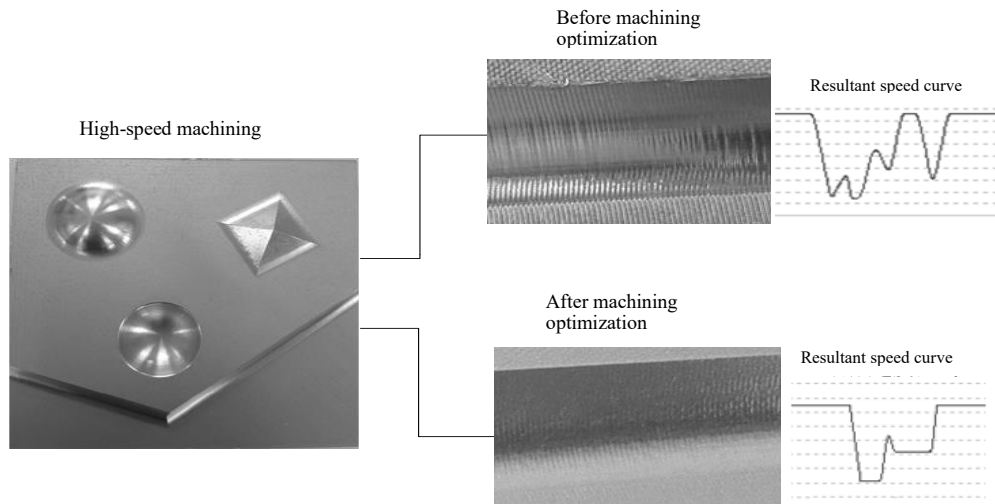 Before machining
optimization
Resultant speed curve
High-speed machining
After machining
optimization
Resultant speed curve